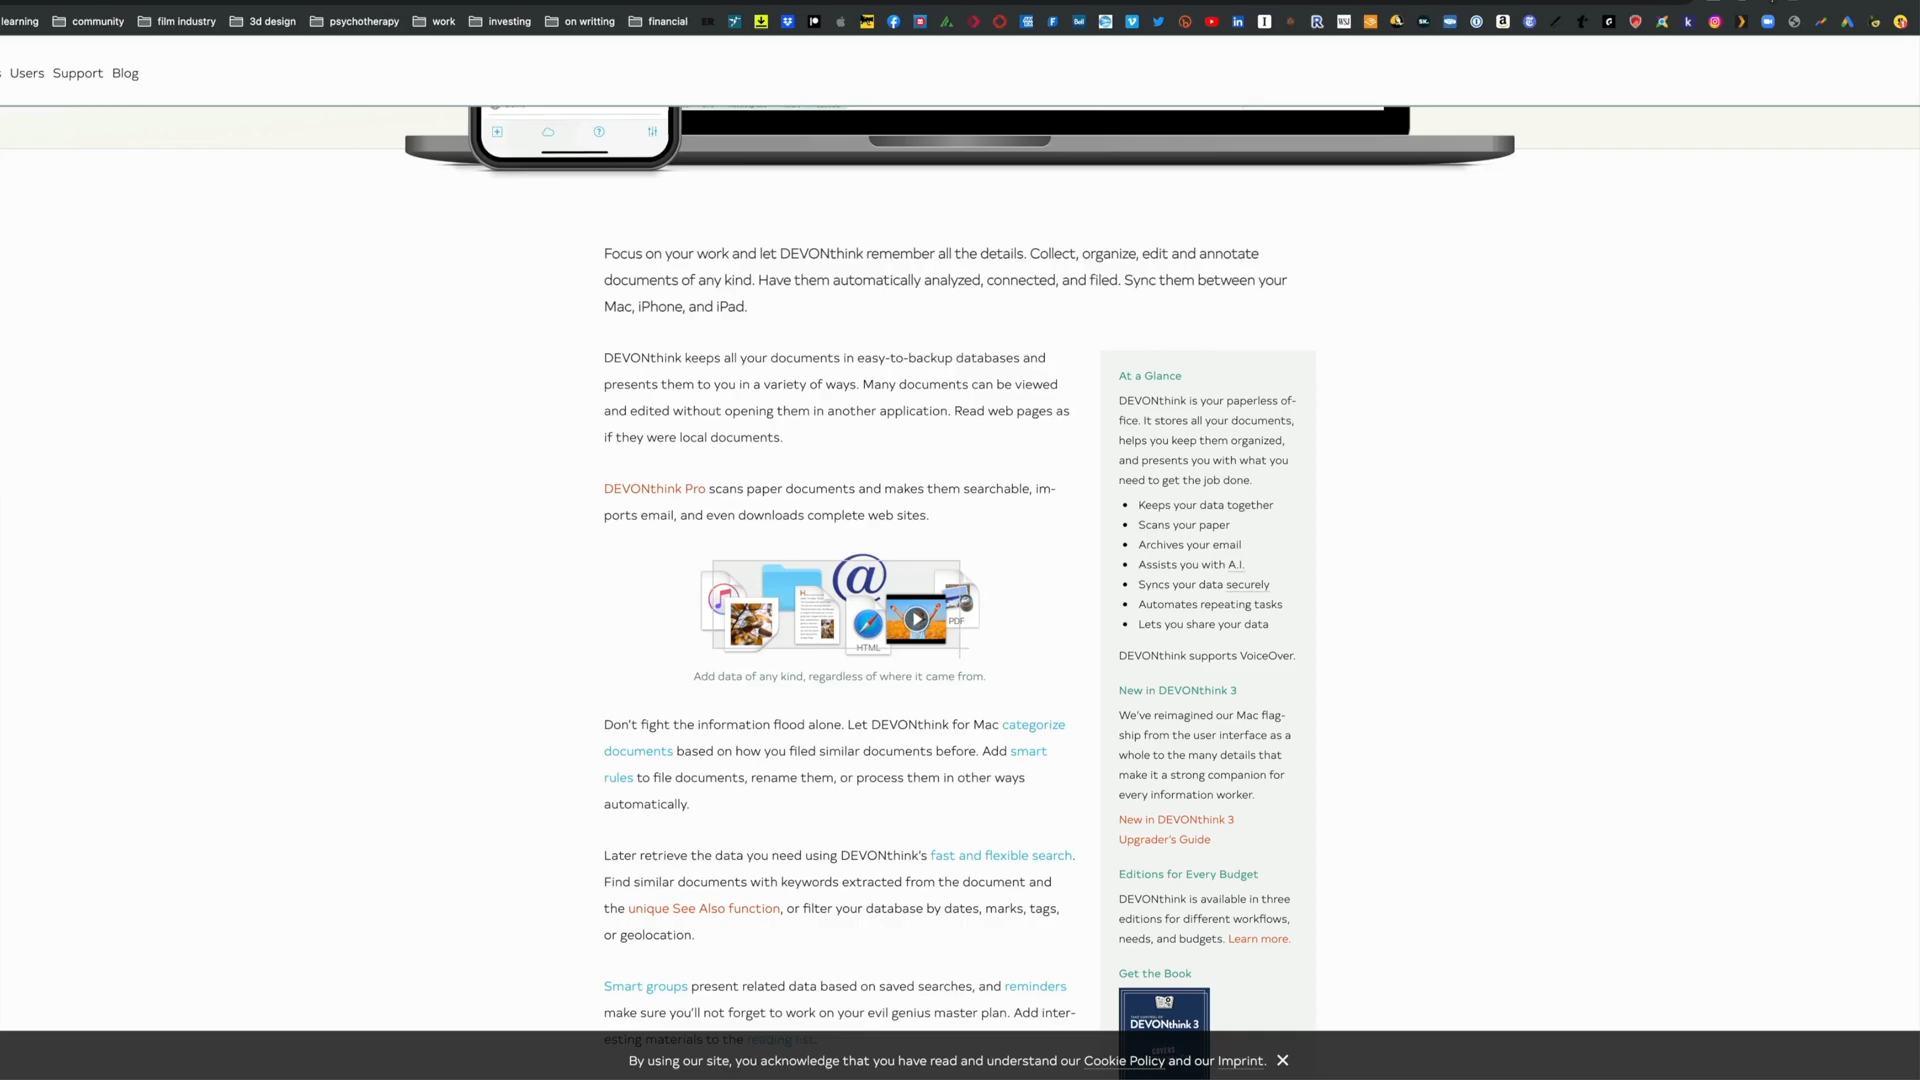 learning community film industry 3d design psychotherapy work investing on writting financial
Users Support Blog
Focus on your work and let DEVONthink remember all the details. Collect, organize, edit and annotate
documents of any kind. Have them automatically analyzed, connected, and filed. Sync them between your
Mac, iPhone, and iPad.
DEVONthink keeps all your documents in easy-to-backup databases and
presents them to you in a variety of ways. Many documents can be viewed
and edited without opening them in another application. Read web pages as
if they were local documents.
DEVONthink Pro scans paper documents and makes them searchable, im-
ports email, and even downloads complete web sites.
HTML
PDF
Add data of any kind, regardless of where it came from.
Don't fight the information flood alone. Let DEVONthink for Mac categorize
documents based on how you filed similar documents before. Add smart
rules to file documents, rename them, or process them in other ways
automatically.
Later retrieve the data you need using DEVONthink's fast and flexible search.
Find similar documents with keywords extracted from the document and
the unique See Also function, or filter your database by dates, marks, tags,
or geolocation.
Smart groups present related data based on saved searches, and reminders
make sure you'll not forget to work on your evil genius master plan. Add inter-
esting materials to the reading list.
At a Glance
DEVONthink is your paperless of-
fice. It stores all your documents,
helps you keep them organized,
and presents you with what you
need to get the job done.
• Keeps your data together
• Scans your paper
• Archives your email
• Assists you with A.I.
• Syncs your data securely
• Automates repeating tasks
• Lets you share your data
DEVONthink supports VoiceOver.
New in DEVONthink 3
We've reimagined our Mac flag-
ship from the user interface as a
whole to the many details that
make it a strong companion for
every information worker.
New in DEVONthink 3
Upgrader's Guide
Editions for Every Budget
DEVONthink is available in three
editions for different workflows,
needs, and budgets. Learn more.
Get the Book
DEVONthink 3
COVERS
By using our site, you acknowledge that you have read and understand our Cookie Policy and our Imprint.